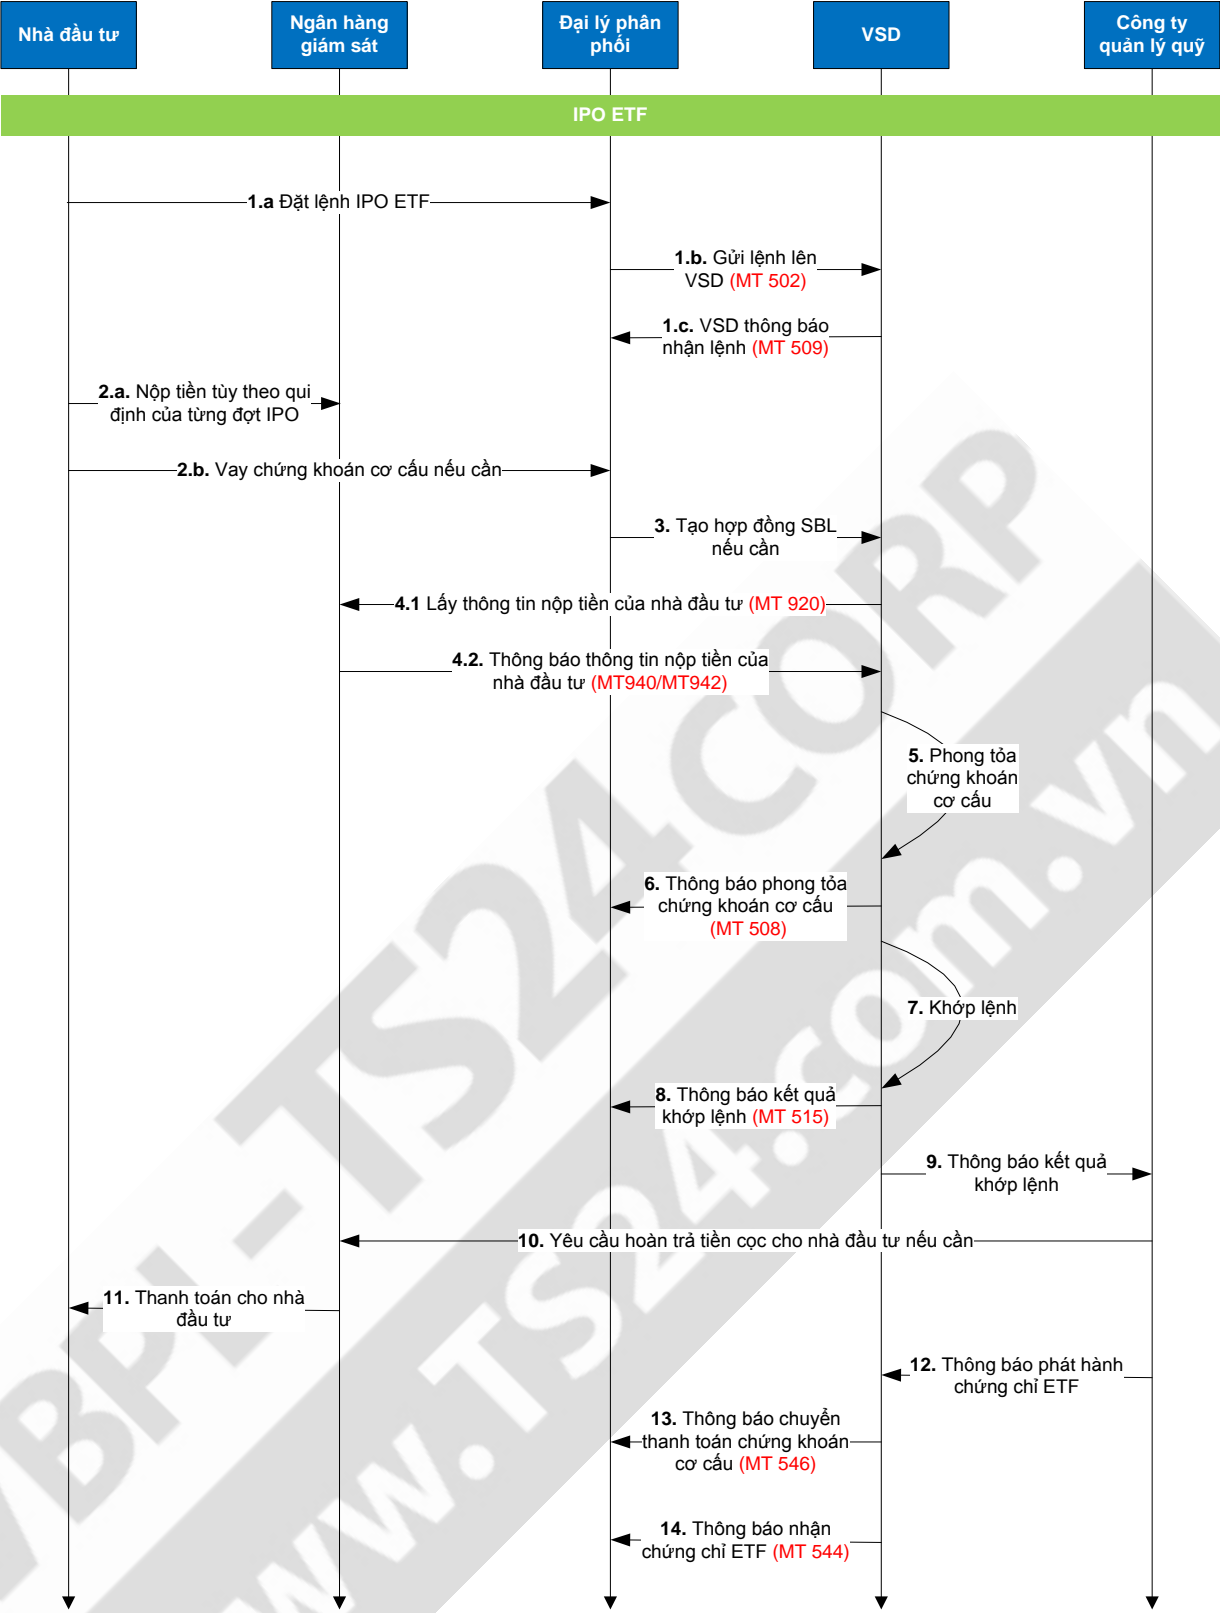 Nhà đầu tư
Ngân hàng
giám sát
Đại lý phân
phối
VSD
Công ty
quản lý quỹ
IPO ETF
1.a Đặt lệnh IPO ETF
1.b. Gửi lệnh lên
VSD (MT 502)
1.c. VSD thông báo
nhận lệnh (MT 509)
2.a. Nộp tiền tùy theo qui
định của từng đợt IPO
2.b. Vay chứng khoán cơ cấu nếu cần
3. Tạo hợp đồng SBL
nếu cần
4.1 Lấy thông tin nộp tiền của nhà đầu tư (MT 920)
4.2. Thông báo thông tin nộp tiền của
nhà đầu tư (MT940/MT942)
5. Phong tỏa
chứng khoán
cơ cấu
6. Thông báo phong tỏa
chứng khoán cơ cấu
(MT 508)
7. Khớp lệnh
8. Thông báo kết quả
khớp lệnh (MT 515)
9. Thông báo kết quả
khớp lệnh
10. Yêu cầu hoàn trả tiền cọc cho nhà đầu tư nếu cần
11. Thanh toán cho nhà
đầu tư
12. Thông báo phát hành
chứng chỉ ETF
13. Thông báo chuyển
thanh toán chứng khoán
cơ cấu (MT 546)
14. Thông báo nhận
chứng chỉ ETF (MT 544)
VBPL-TS24CORP
www.TS24.com.vn